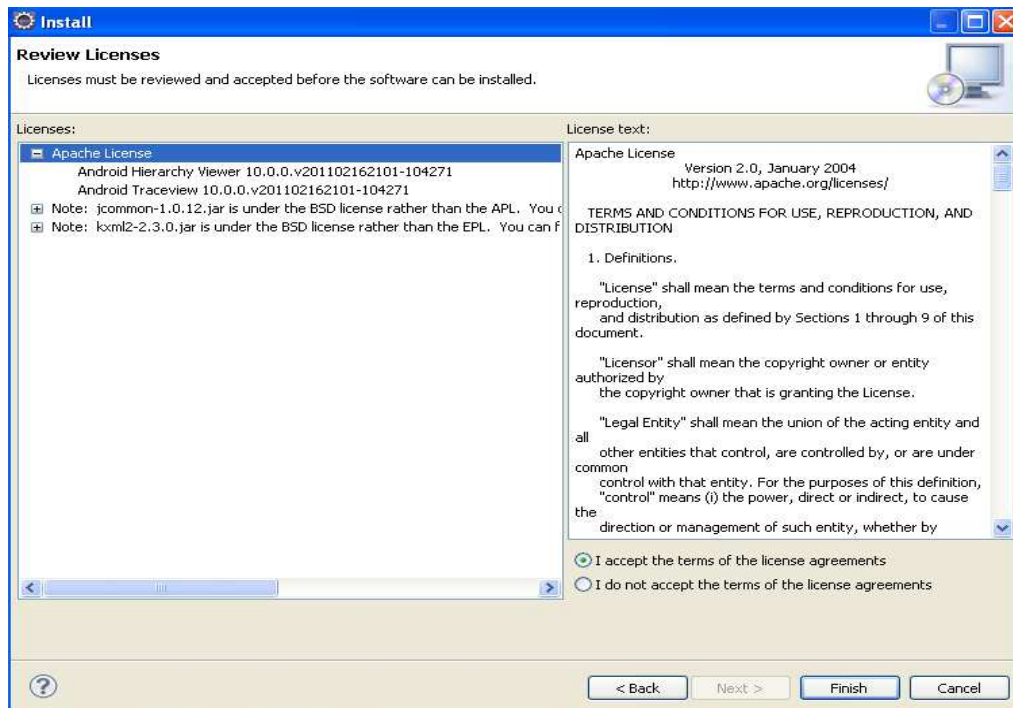 Install
Review Licenses
Licenses must be reviewed and accepted before the software can be installed.
Licenses:
Apache License
Android Hierarchy Viewer 10.0.0.v201102162101-104271
Android Traceview 10.0.0.v201102162101-104271
Note: jcommon-1.0.12.jar is under the BSD license rather than the APL. You
Note: kxml2-2.3.0.jar is under the BSD license rather than the EPL. You can f
License text:
Apache License
Version 2.0, January 2004
http://www.apache.org/licenses/
TERMS AND CONDITIONS FOR USE, REPRODUCTION, AND
DISTRIBUTION
1. Definitions.
"License" shall mean the terms and conditions for use,
reproduction,
and distribution as defined by Sections 1 through 9 of this
document.
"Licensor" shall mean the copyright owner or entity
authorized by
the copyright owner that is granting the License.
"Legal Entity" shall mean the union of the acting entity and
all
other entities that control, are controlled by, or are under
common
control with that entity. For the purposes of this definition,
"control" means (i) the power, direct or indirect, to cause
the
direction or management of such entity, whether by
I accept the terms of the license agreements
I do not accept the terms of the license agreements
?
< Back
Next >
Finish
Cancel